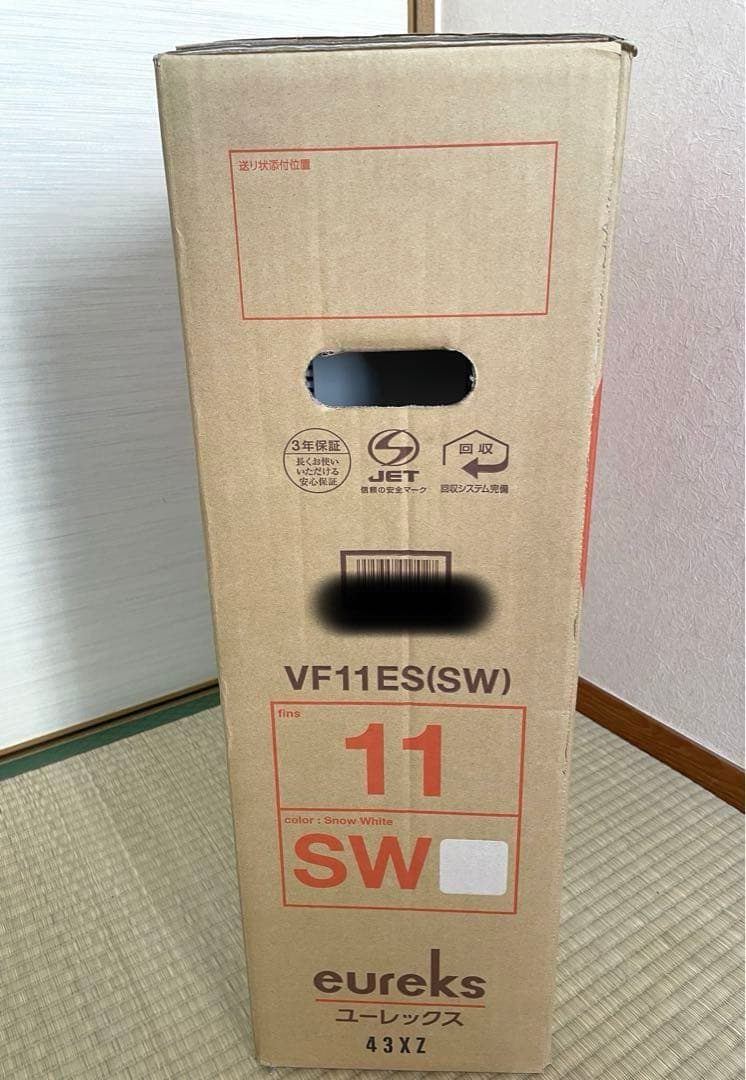 送り状添付位置
3年保証
長くお使い
いただける
安心保証
JET
信頼の安全マーク
回収
回収システム完備
VF11ES(SW)
fins
11
color : Snow White
SW
eureks
ユーレックス
43XZ